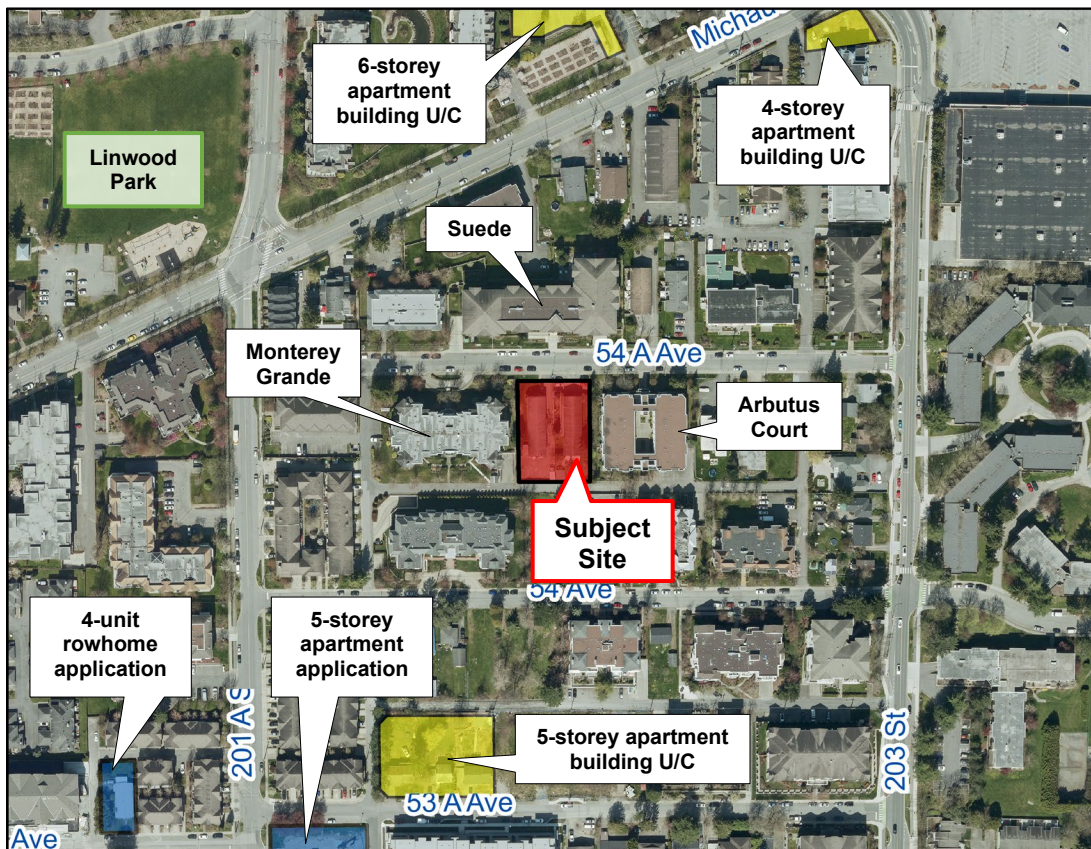 Michau
6-storey
apartment
building U/C
4-storey
apartment
building U/C
Linwood
Park
Suede
54 A Ave
Monterey
Grande
Arbutus
Court
Subject
Site
54 Ave
4-unit
rowhome
application
5-storey
apartment
application
201 A S
5-storey apartment
building U/C
203 St
53 A Ave
Ave